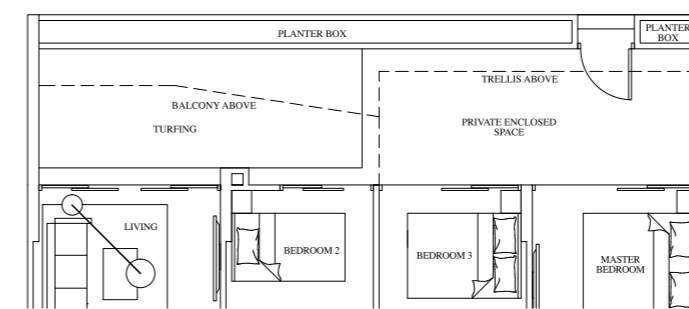 PLANTER BOX
PLANTER
BOX
TRELLIS ABOVE
BALCONY ABOVE
TURFING
PRIVATE ENCLOSED
SPACE
LIVING
BEDROOM 2
BEDROOM 3
MASTER
BEDROOM